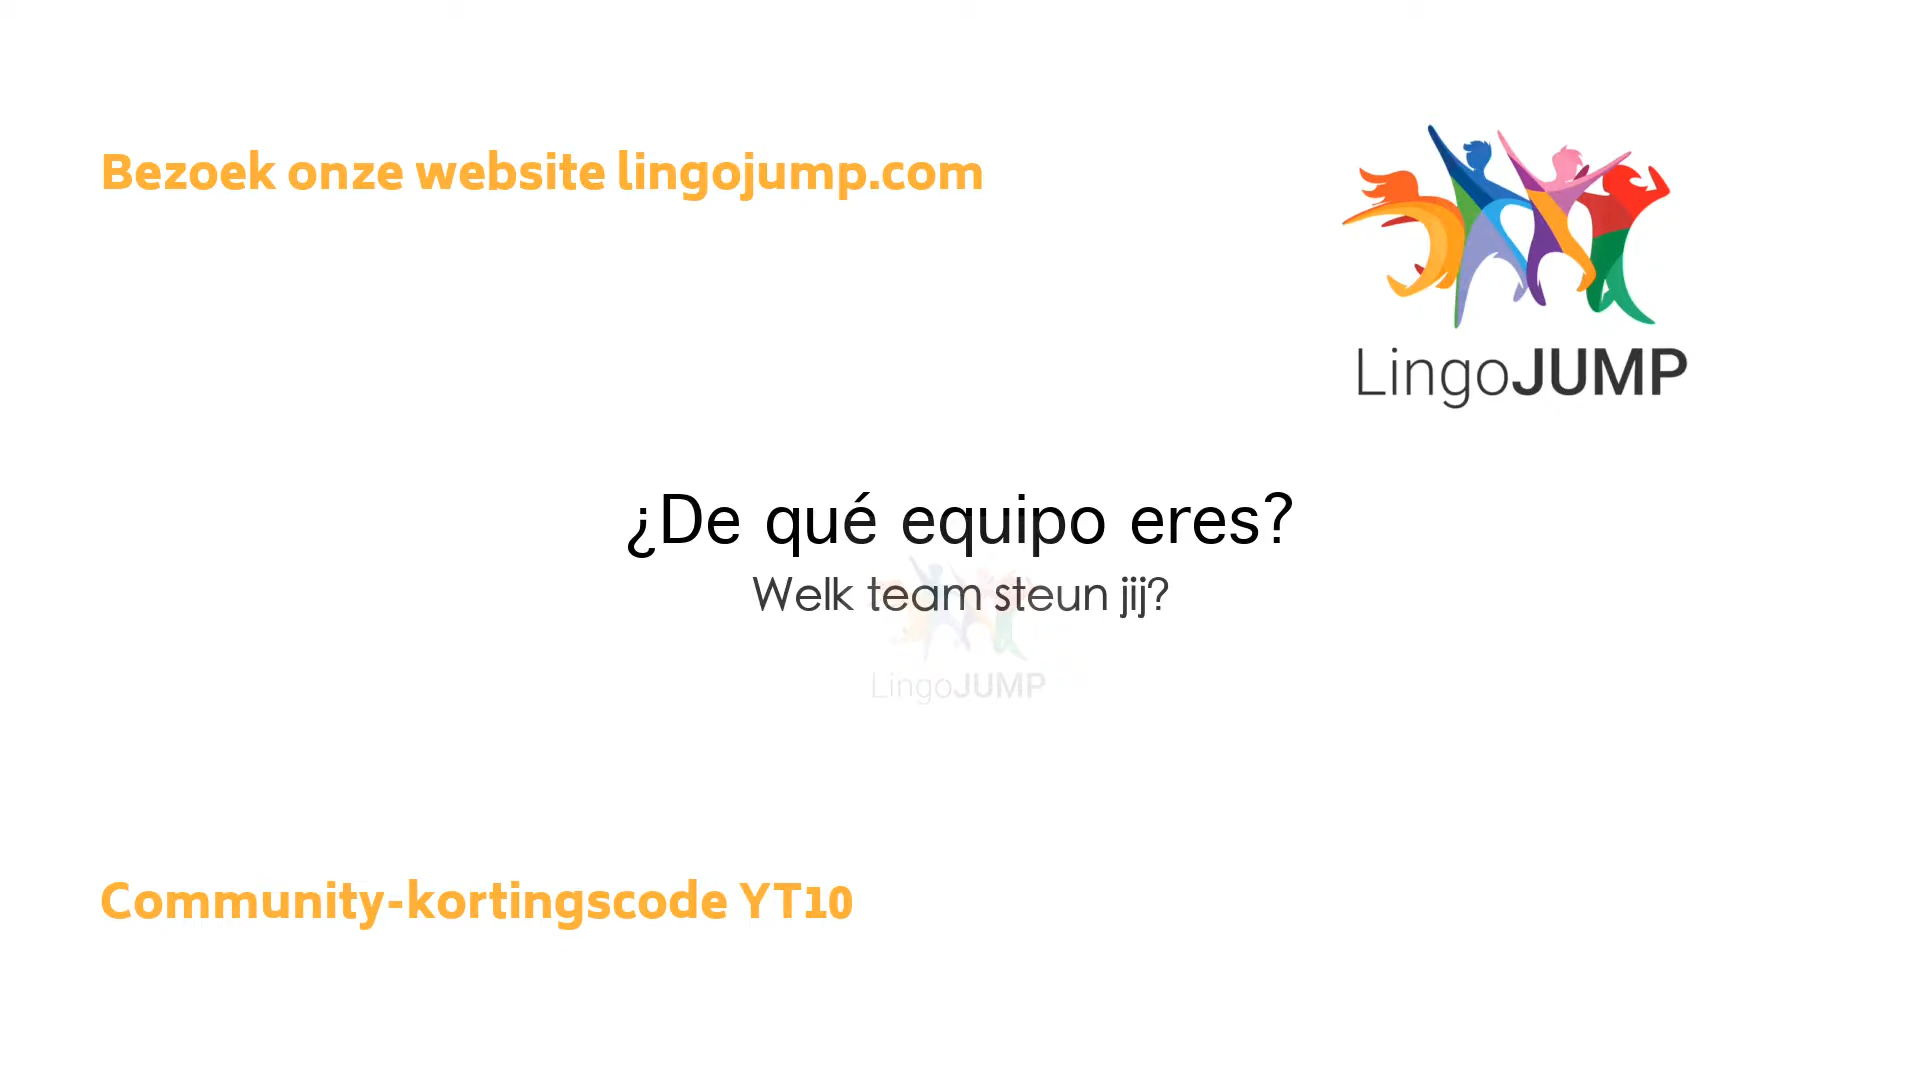 Bezoek onze website lingojump.com
LingoJUMP
¿De qué equipo eres?
Welk team steun jij?
LingoJUMP
Community-kortingscode YT10